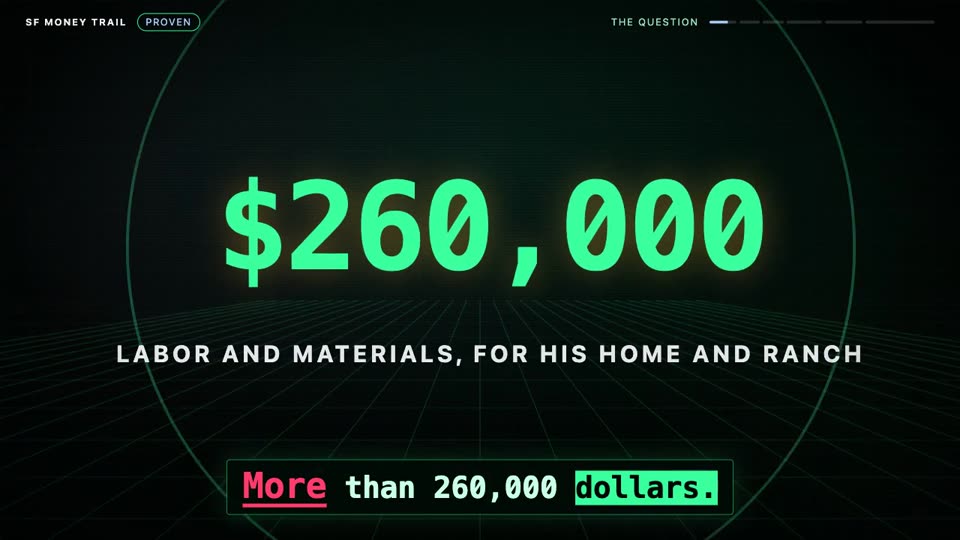 SF MONEY TRAIL PROVEN THE QUESTION
$260,000
LABOR AND MATERIALS, FOR HIS HOME AND RANCH
More than 260,000 dollars.